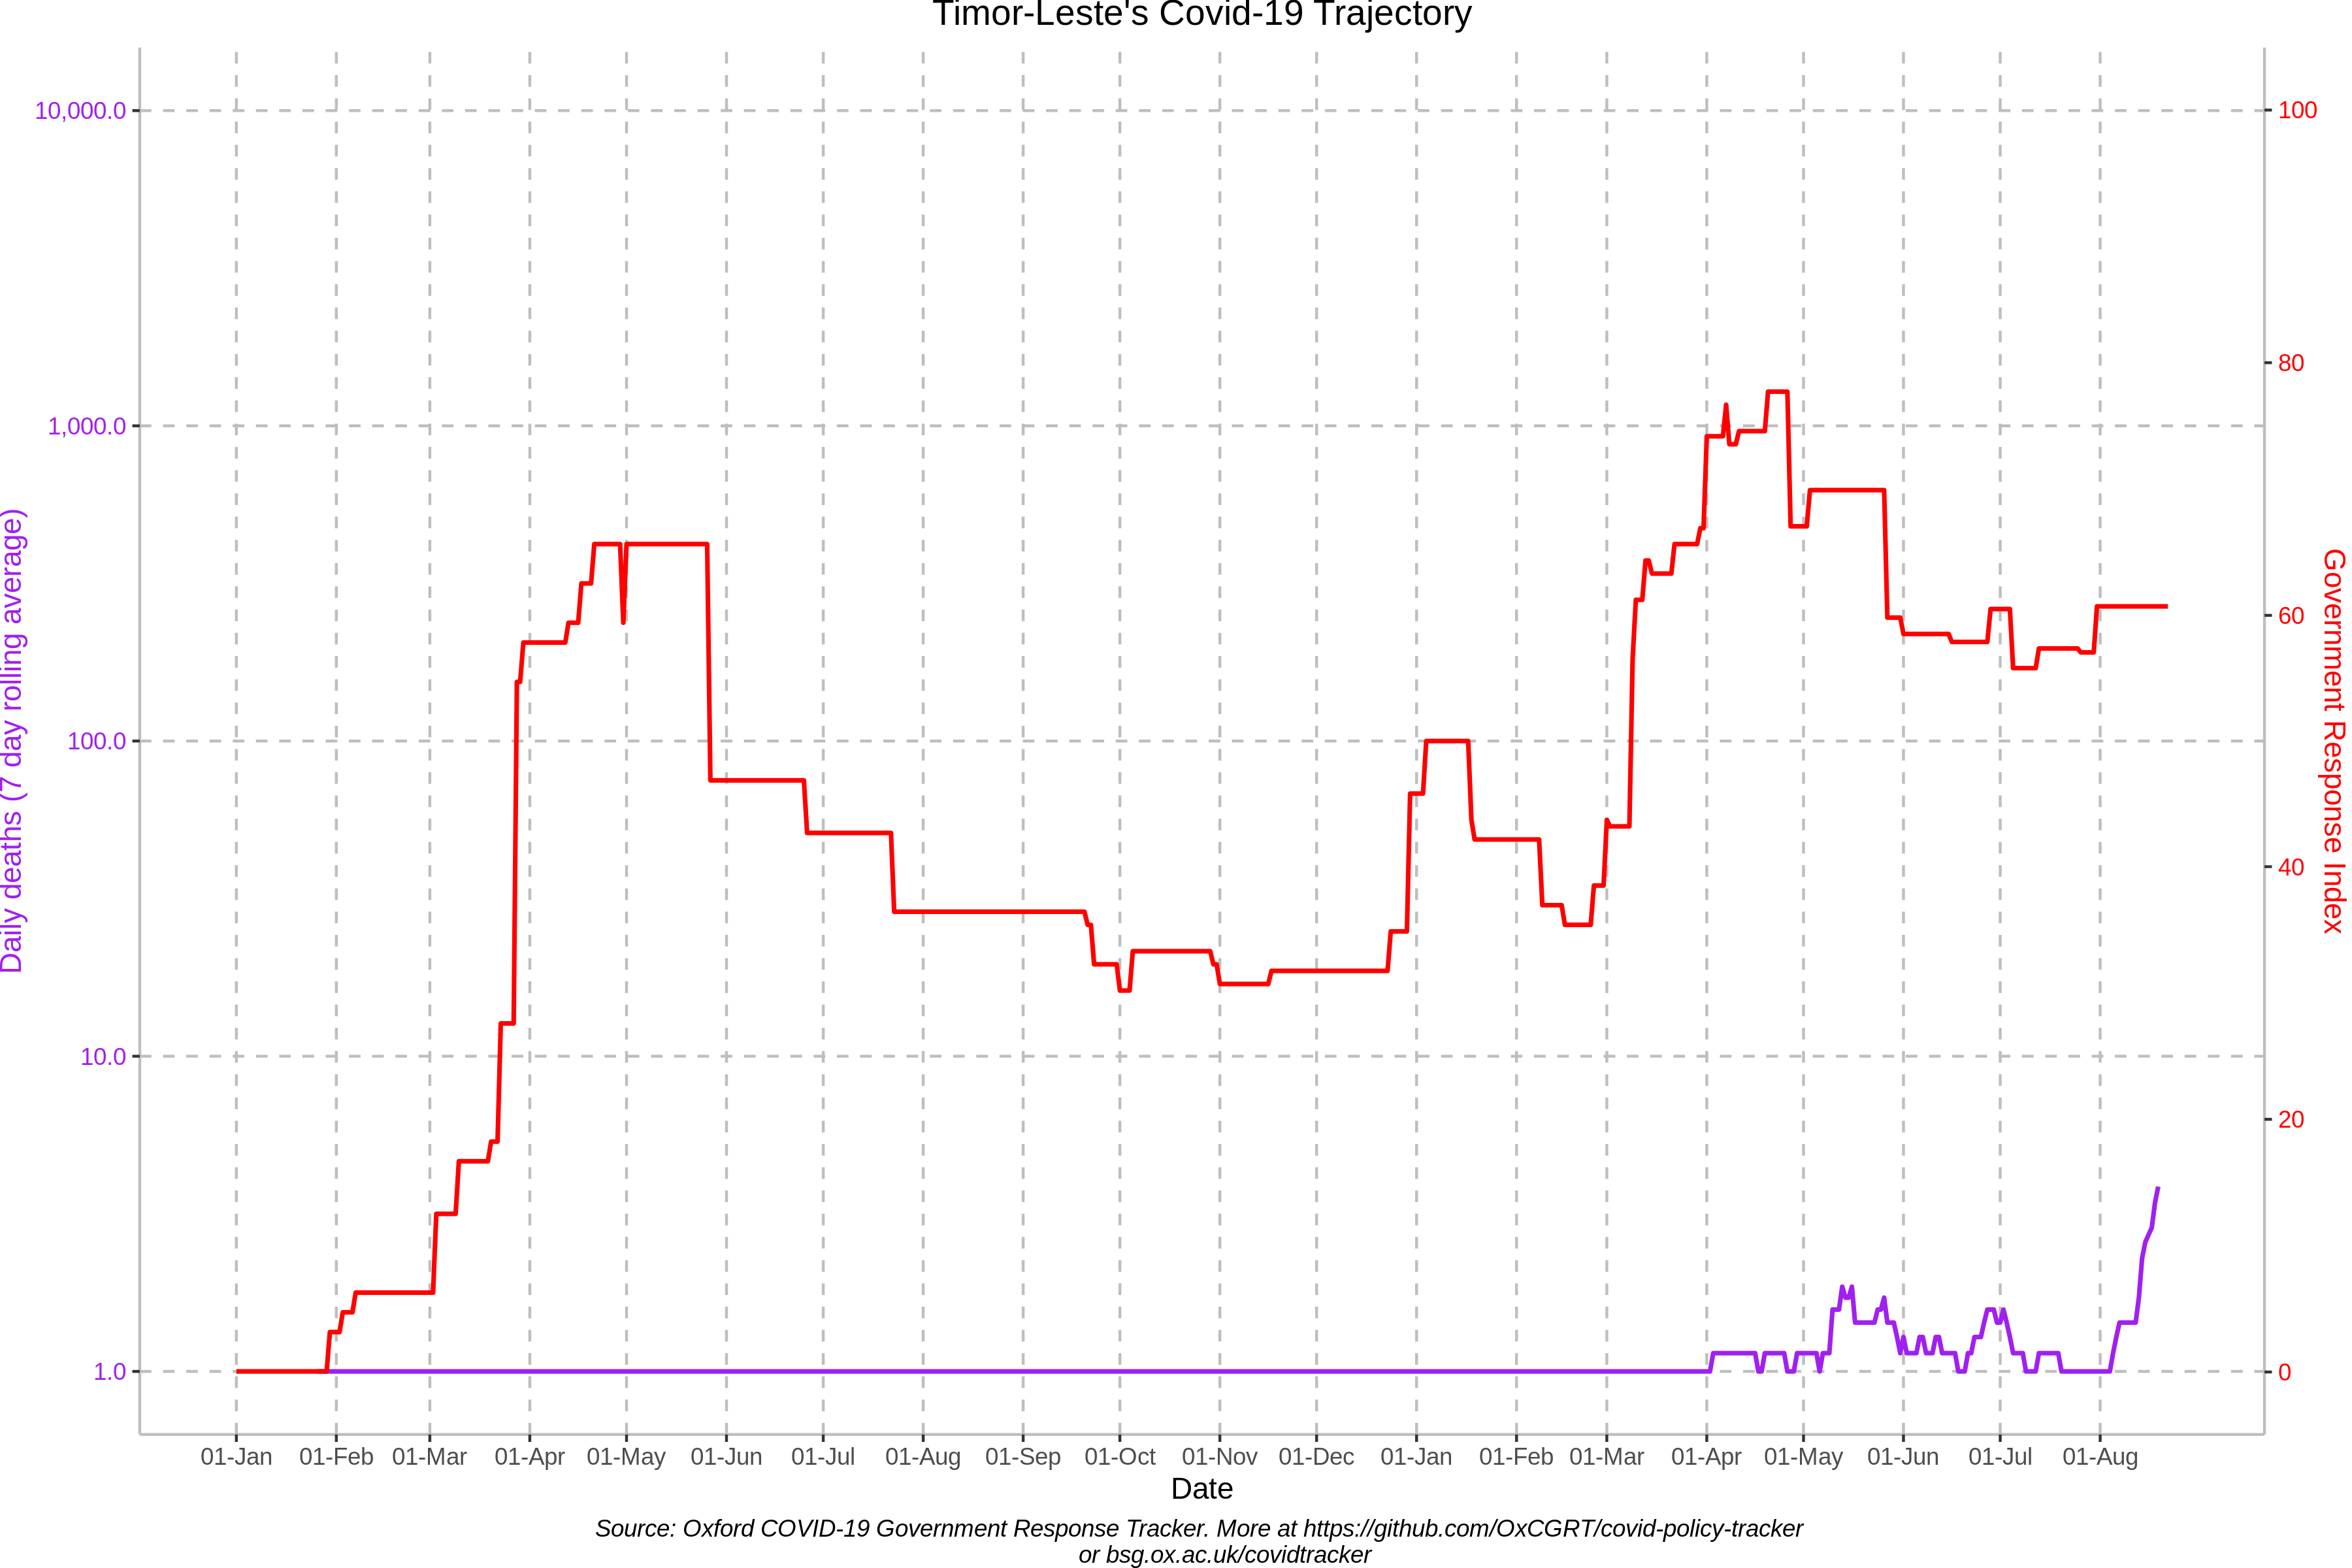 Timor-Leste's Covid-19 Trajectory
10,000.0
1,000.0
100.0
10.0
1.0
Daily deaths (7 day rolling average)
100
80
60
40
20
0
Government Response Index
01-Jan 01-Feb 01-Mar 01-Apr 01-May 01-Jun 01-Jul 01-Aug 01-Sep 01-Oct 01-Nov 01-Dec 01-Jan 01-Feb 01-Mar 01-Apr 01-May 01-Jun 01-Jul 01-Aug
Date
Source: Oxford COVID-19 Government Response Tracker. More at https://github.com/OxCGRT/covid-policy-tracker
or bsg.ox.ac.uk/covidtracker